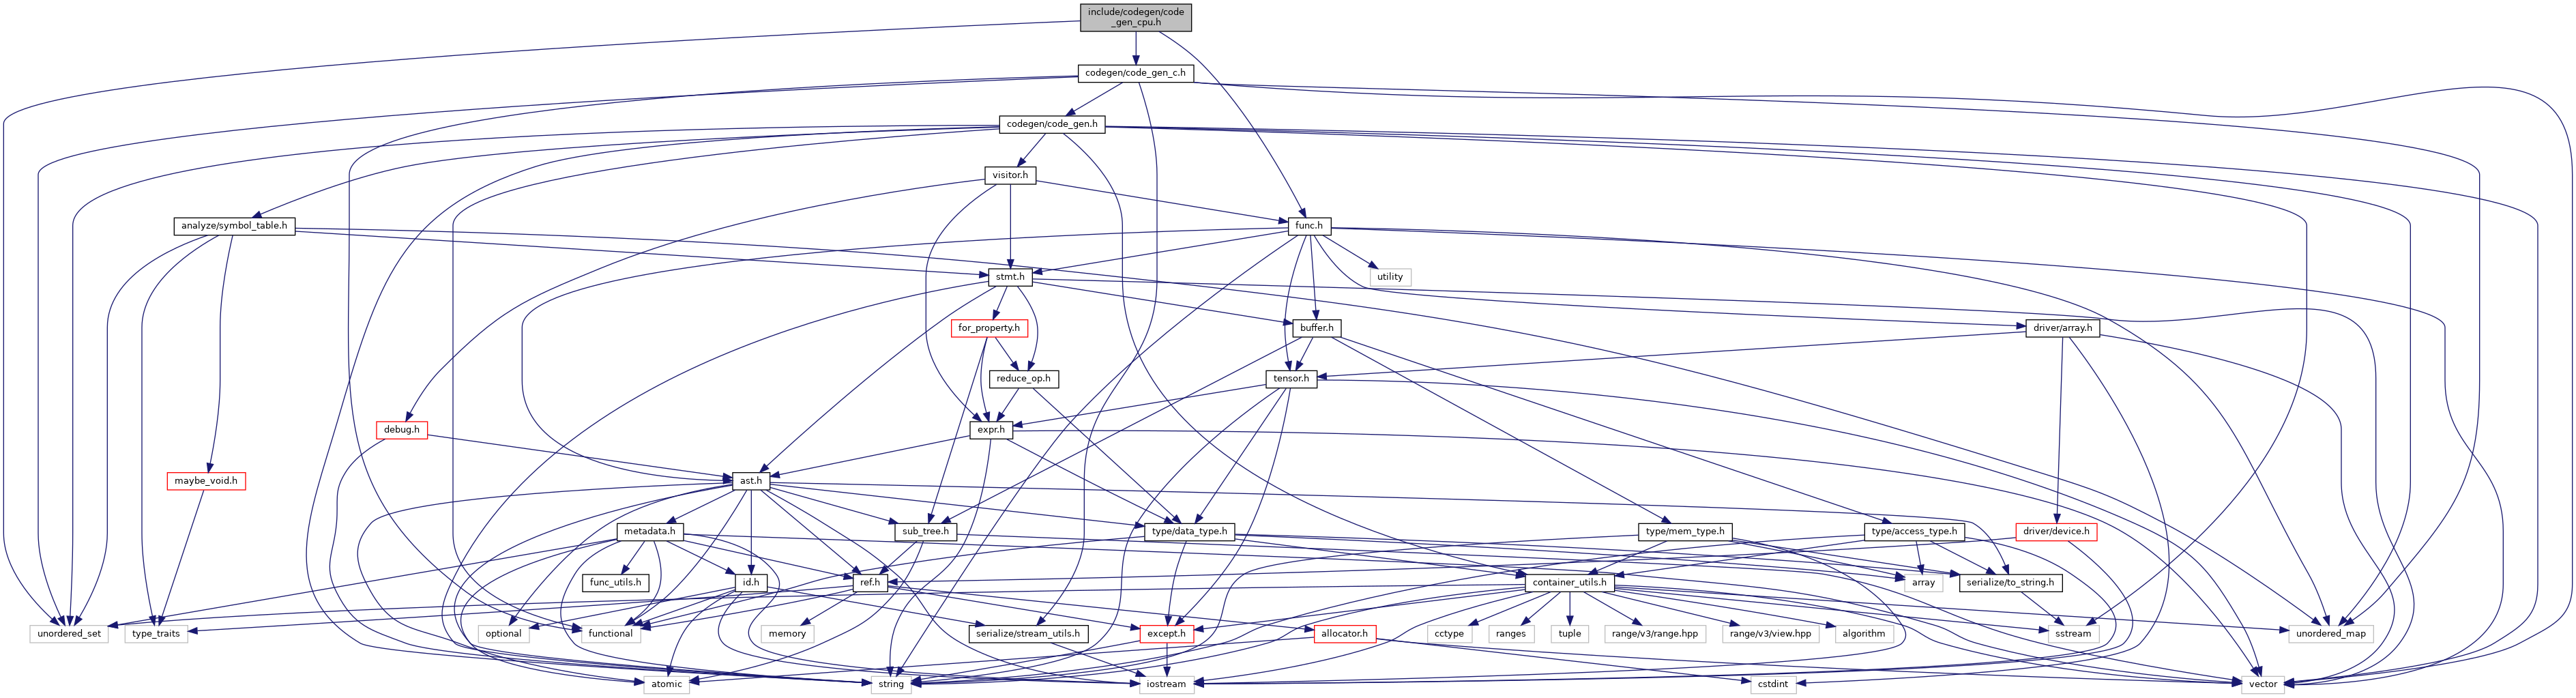 include/codegen/code
_gen_cpu.h
codegen/code_gen_c.h
codegen/code_gen.h
visitor.h
analyze/symbol_table.h
func.h
stmt.h
utility
for_property.h
buffer.h
driver/array.h
reduce_op.h
tensor.h
debug.h
expr.h
maybe_void.h
ast.h
metadata.h
sub_tree.h
type/data_type.h
type/mem_type.h
type/access_type.h
driver/device.h
func_utils.h
id.h
ref.h
container_utils.h
array
serialize/to_string.h
unordered_set
type_traits
optional
functional
memory
serialize/stream_utils.h
except.h
allocator.h
cctype
ranges
tuple
range/v3/range.hpp
range/v3/view.hpp
algorithm
sstream
unordered_map
atomic
string
iostream
cstdint
vector